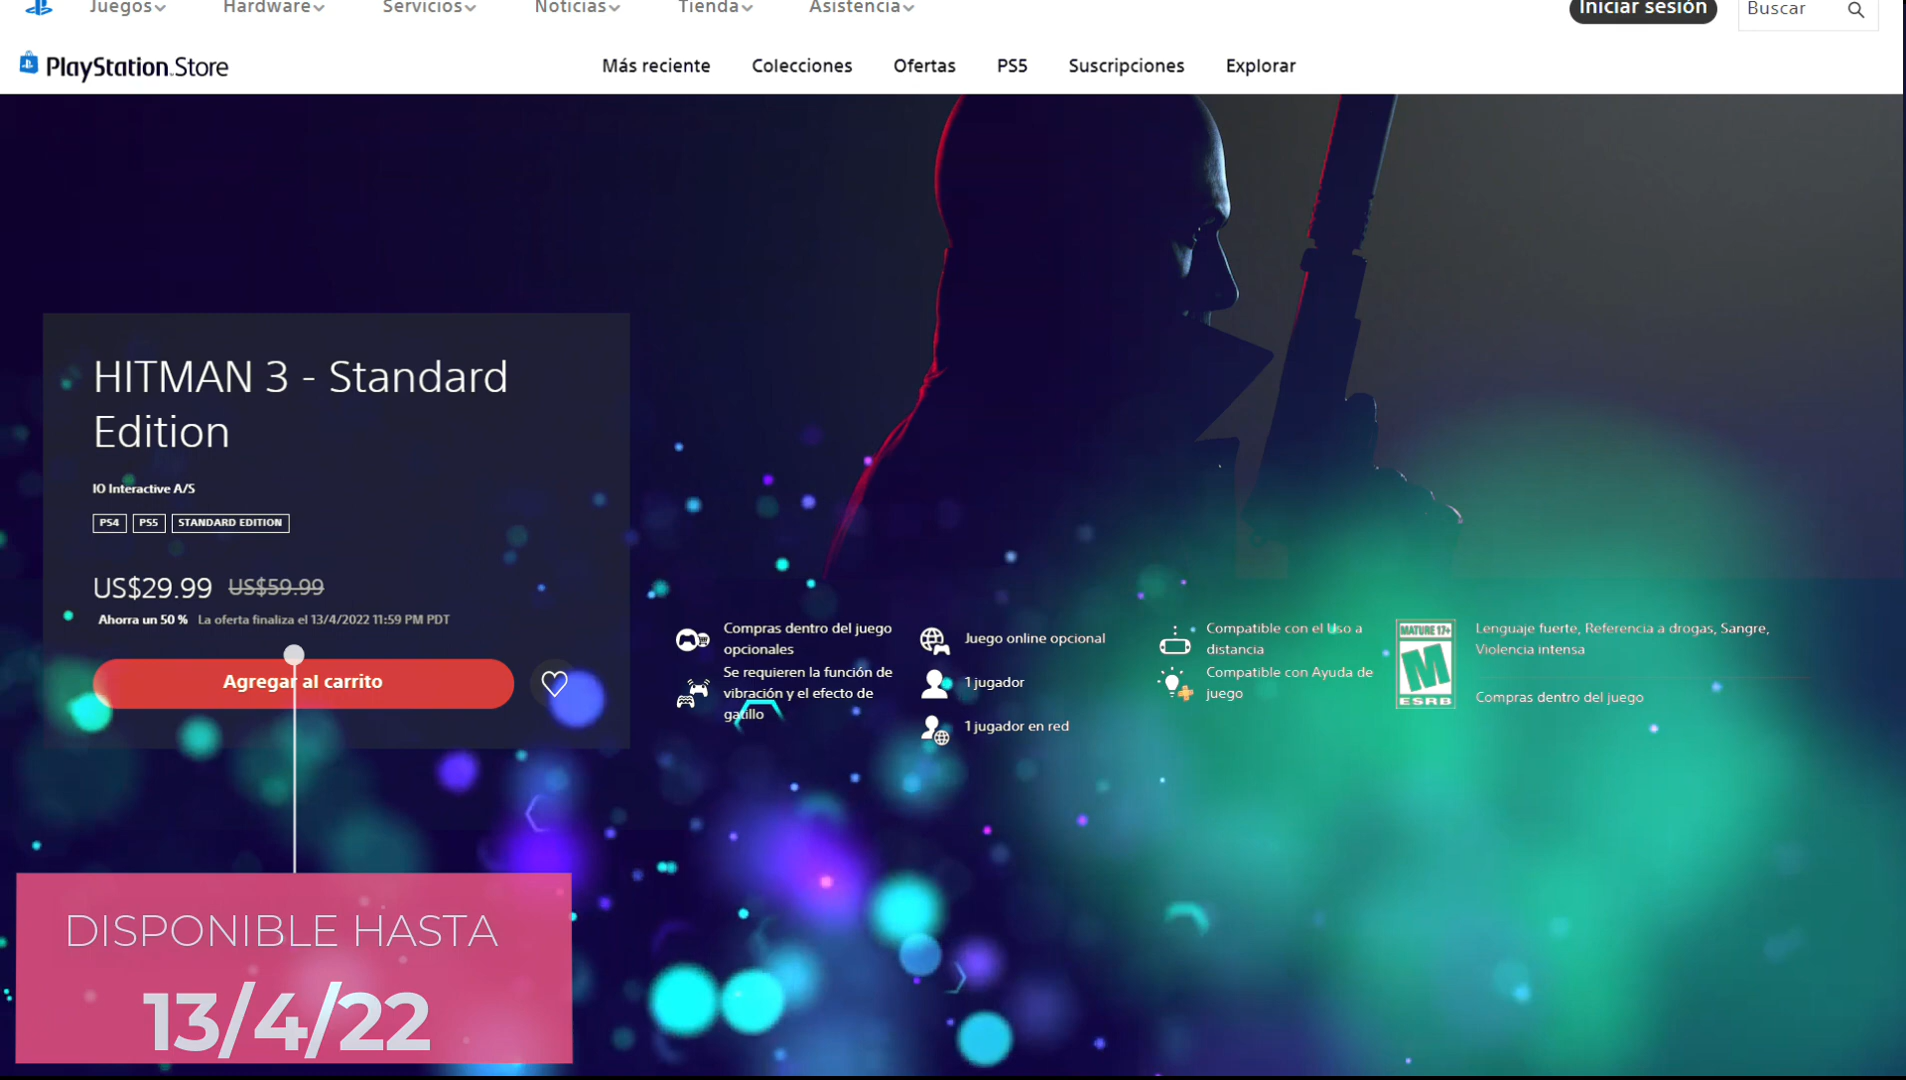 Juegos
Hardware
Servicios
Noticias
Tienda
Asistencia
Iniciar sesión
Buscar
PlayStation Store
Más reciente
Colecciones
Ofertas
PS5
Suscripciones
Explorar
HITMAN 3 - Standard
Edition
IO Interactive A/S
PS4
PS5
STANDARD EDITION
US$29.99 US$59.99
Ahorra un 50 % La oferta finaliza el 13/4/2022 11:59 PM PDT
Agregar al carrito
Compras dentro del juego
opcionales
Se requieren la función de
vibración y el efecto de
gatillo
Juego online opcional
1 jugador
1 jugador en red
Compatible con el Uso a
distancia
Compatible con Ayuda de
juego
MATURE 17+
M
ESRB
Lenguaje fuerte, Referencia a drogas, Sangre,
Violencia intensa
Compras dentro del juego
DISPONIBLE HASTA
13/4/22